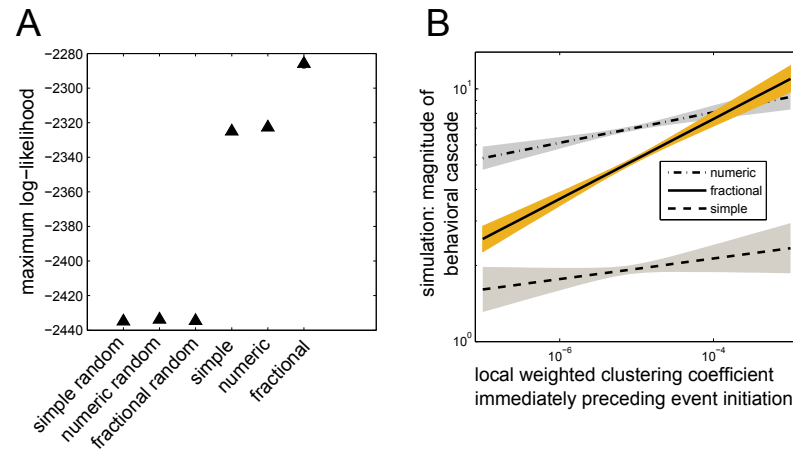 A
−2280
−2300
−2320
−2340
−2360
−2380
−2400
−2420
−2440
maximum log−likelihood
simple random
numeric random
fractional random
simple
numeric
fractional
B
10^1
10^0
simulation: magnitude of
behavioral cascade
numeric
fractional
simple
10^−6
10^−4
local weighted clustering coefficient
immediately preceding event initiation